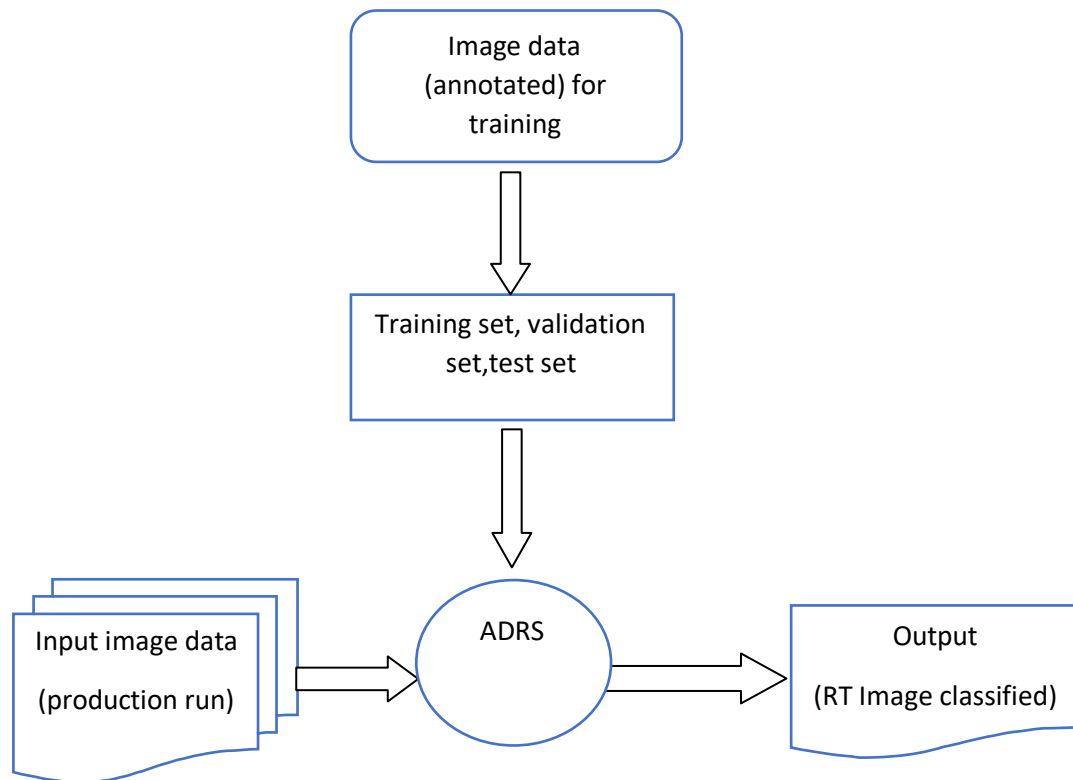 Image data
(annotated) for
training
Training set, validation
set,test set
ADRS
Input image data
(production run)
Output
(RT Image classified)